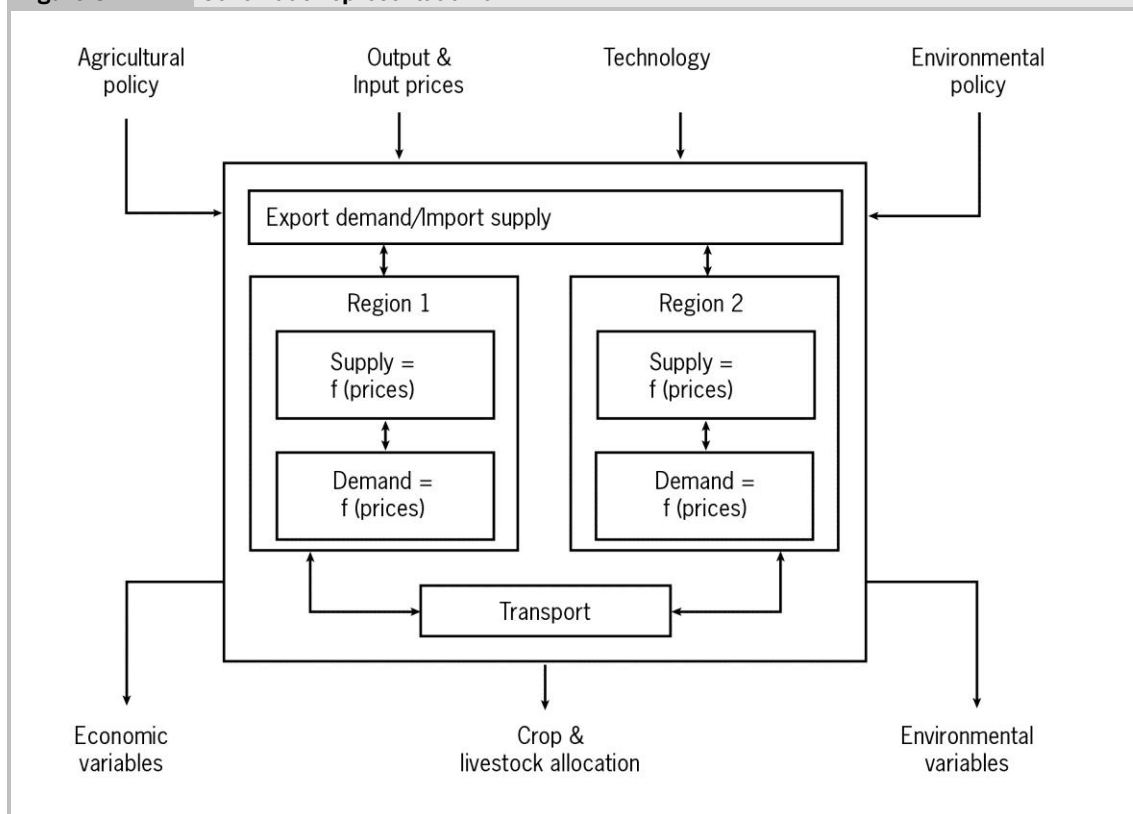 Agricultural
policy
Output &
Input prices
Technology
Environmental
policy
Export demand/Import supply
Region 1
Supply =
f (prices)
Demand =
f (prices)
Region 2
Supply =
f (prices)
Demand =
f (prices)
Transport
Economic
variables
Crop &
livestock allocation
Environmental
variables